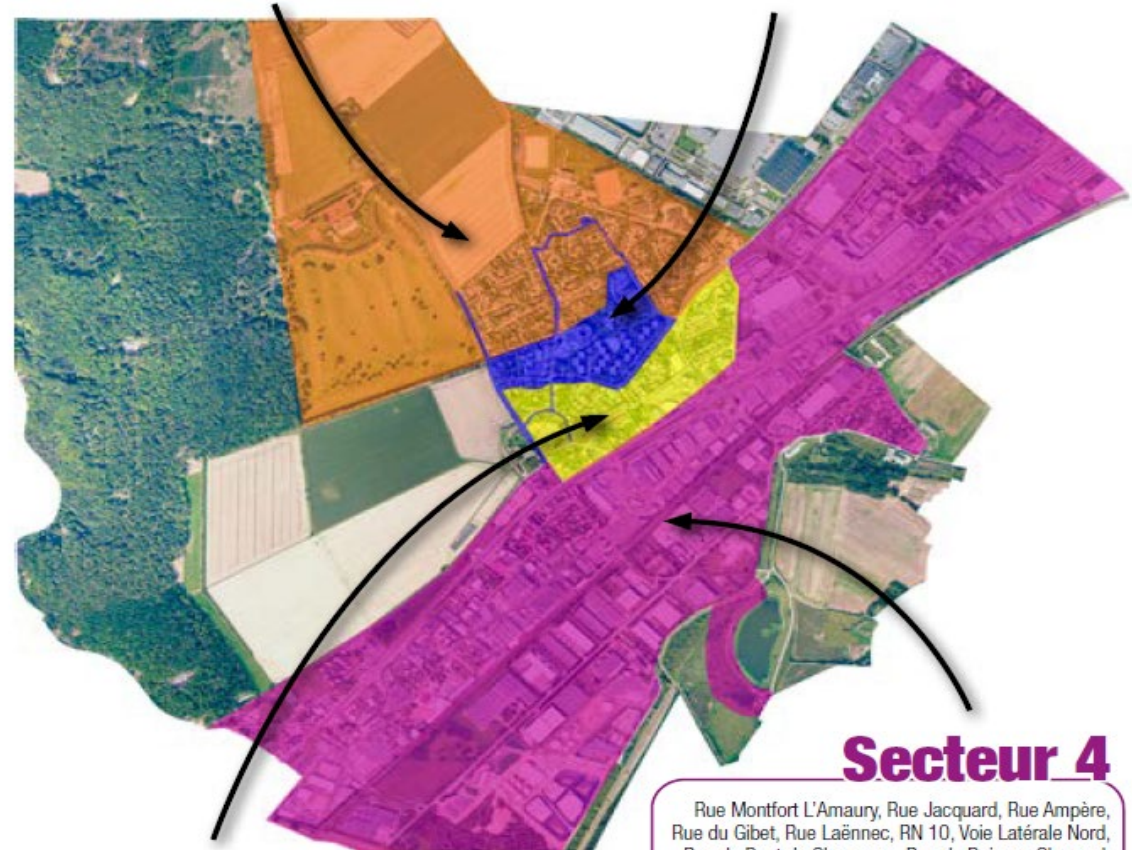 Secteur 4
Rue Montfort L'Amaury, Rue Jacquard, Rue Ampère,
Rue du Gibet, Rue Laënnec, RN 10, Voie Latérale Nord,